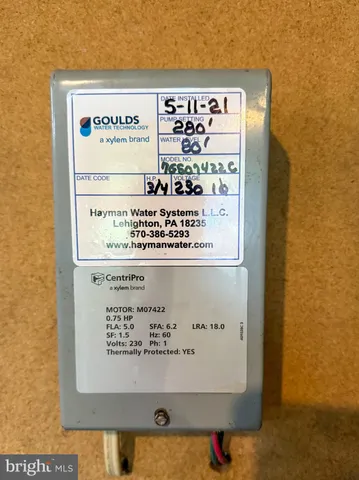 GOULDS
WATER TECHNOLOGY
a xylem brand
DATE INSTALLED
5-11-21
PUMP SETTING
280'
WATER LEVEL
80'
MODEL NO.
DATE CODE
H.P.
VOLTAGE
3/4 230 1φ
Hayman Water Systems L.L.C.
Lehighton, PA 18235
570-386-5293
www.haymanwater.com
CentriPro
a xylem brand
MOTOR: M07422
0.75 HP
FLA: 5.0 SFA: 6.2 LRA: 18.0
SF: 1.5 Hz: 60
Volts: 230 Ph: 1
Thermally Protected: YES
bright MLS